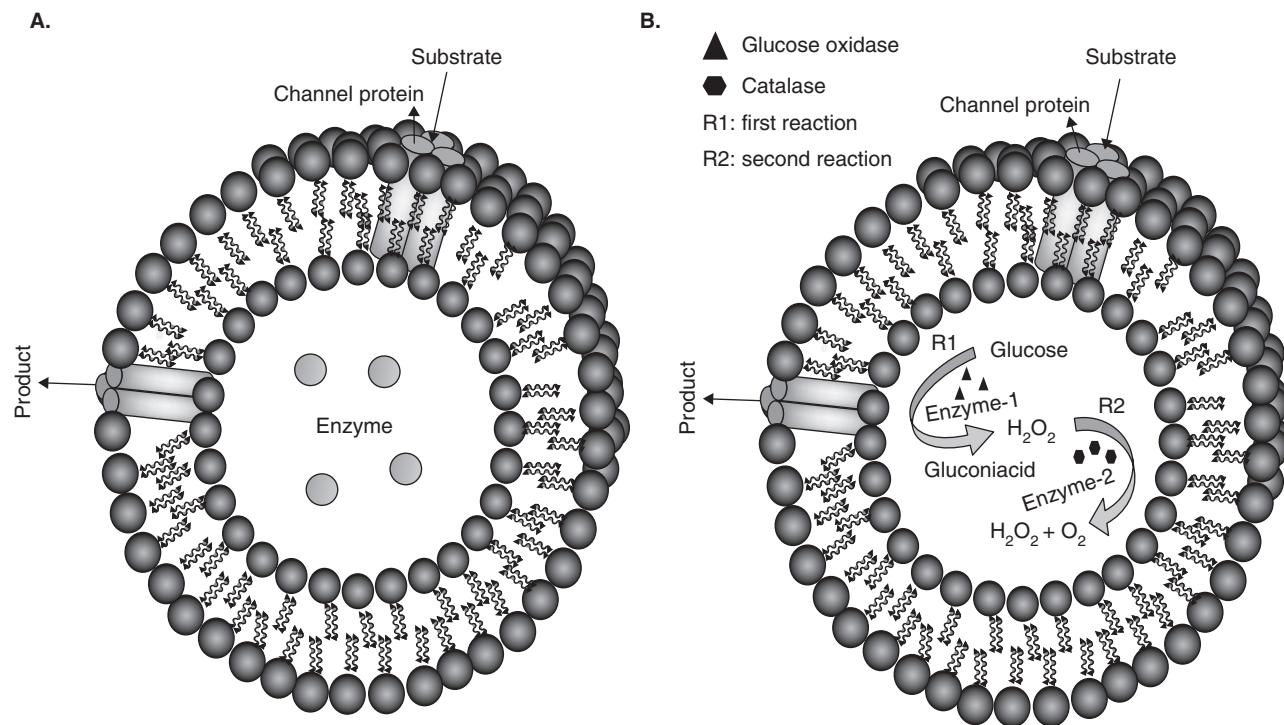 A.
Substrate
Channel protein
Product
Enzyme
B.
Glucose oxidase
Catalase
R1: first reaction
R2: second reaction
Substrate
Channel protein
Product
R1
Glucose
Enzyme-1
R2
H₂O₂
Gluconiacid
Enzyme-2
H₂O₂ + O₂